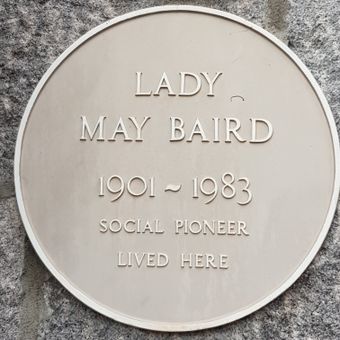 LADY
MAY BAIRD
1901 ~ 1983
SOCIAL PIONEER
LIVED HERE